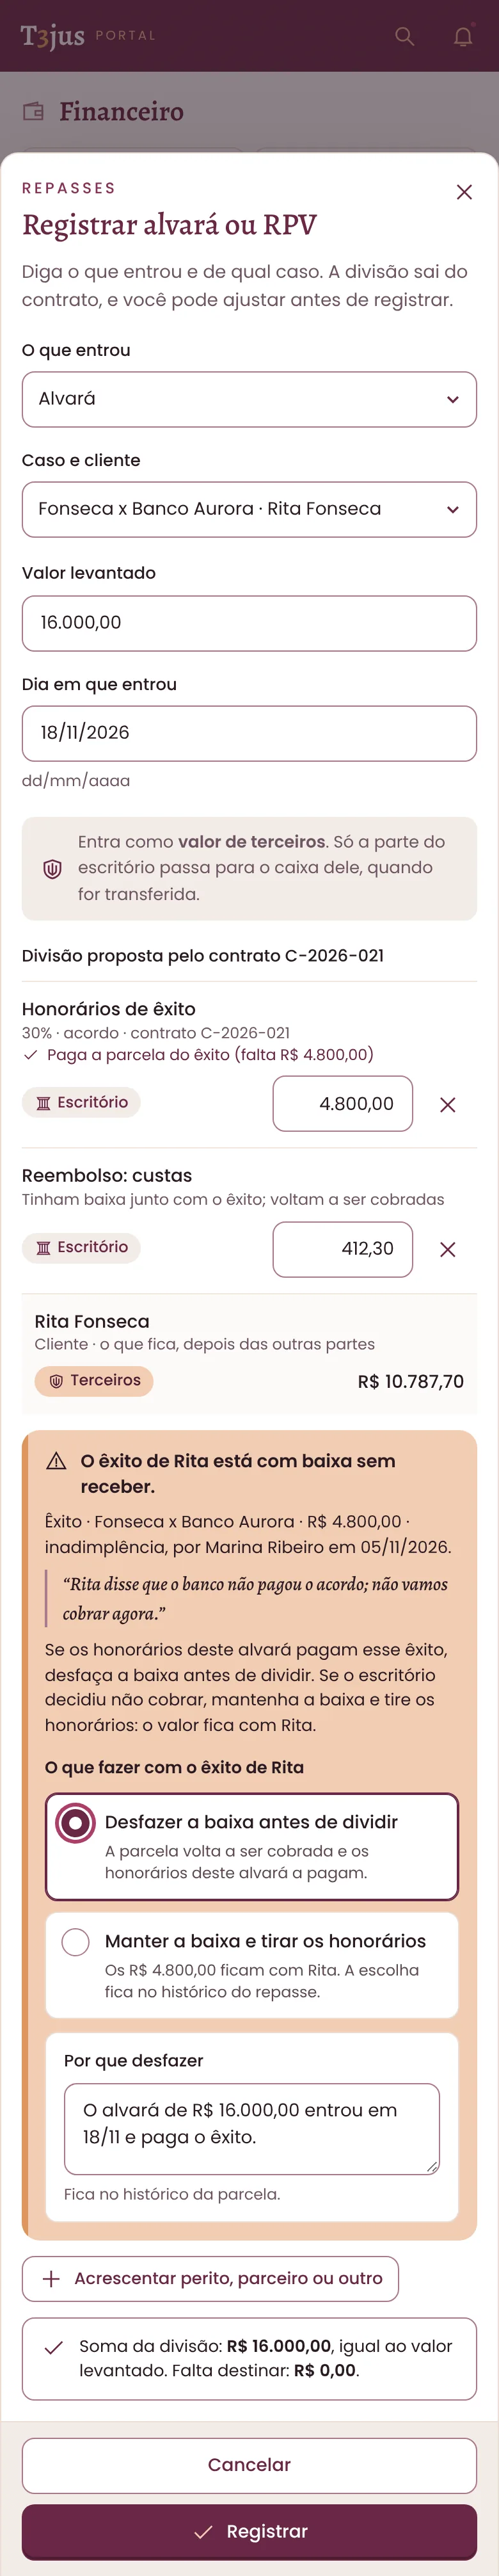 T3jus PORTAL
Financeiro
REPASSES
Registrar alvará ou RPV
Diga o que entrou e de qual caso. A divisão sai do
contrato, e você pode ajustar antes de registrar.
O que entrou
Alvará
Caso e cliente
Fonseca x Banco Aurora · Rita Fonseca
Valor levantado
16.000,00
Dia em que entrou
18/11/2026
dd/mm/aaaa
Entra como valor de terceiros. Só a parte do
escritório passa para o caixa dele, quando
for transferida.
Divisão proposta pelo contrato C-2026-021
Honorários de êxito
30% · acordo · contrato C-2026-021
Paga a parcela do êxito (falta R$ 4.800,00)
Escritório
4.800,00
Reembolso: custas
Tinham baixa junto com o êxito; voltam a ser cobradas
Escritório
412,30
Rita Fonseca
Cliente · o que fica, depois das outras partes
Terceiros
R$ 10.787,70
O êxito de Rita está com baixa sem
receber.
Êxito · Fonseca x Banco Aurora · R$ 4.800,00 ·
inadimplência, por Marina Ribeiro em 05/11/2026.
“Rita disse que o banco não pagou o acordo; não vamos
cobrar agora.”
Se os honorários deste alvará pagam esse êxito,
desfaça a baixa antes de dividir. Se o escritório
decidiu não cobrar, mantenha a baixa e tire os
honorários: o valor fica com Rita.
O que fazer com o êxito de Rita
Desfazer a baixa antes de dividir
A parcela volta a ser cobrada e os
honorários deste alvará a pagam.
Manter a baixa e tirar os honorários
Os R$ 4.800,00 ficam com Rita. A escolha
fica no histórico do repasse.
Por que desfazer
O alvará de R$ 16.000,00 entrou em
18/11 e paga o êxito.
Fica no histórico da parcela.
Acrescentar perito, parceiro ou outro
Soma da divisão: R$ 16.000,00, igual ao valor
levantado. Falta destinar: R$ 0,00.
Cancelar
Registrar